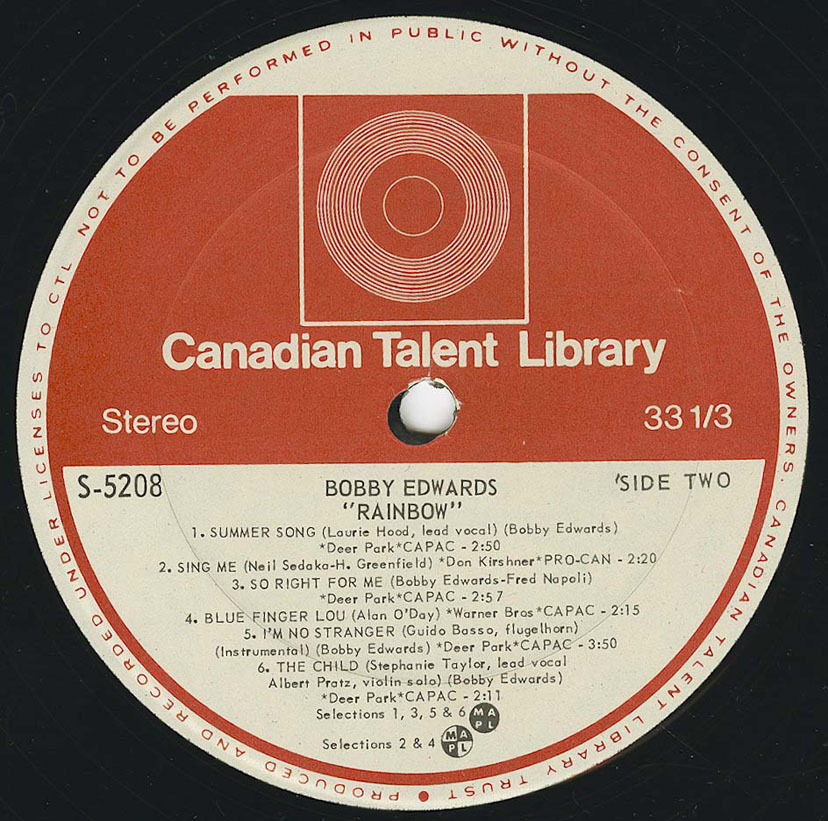 NOT TO BE PERFORMED IN PUBLIC WITHOUT THE CONSENT OF THE OWNERS. CANADIAN TALENT LIBRARY TRUST • PRODUCED AND RECORDED UNDER LICENSES TO CTL
Canadian Talent Library
Stereo
33 1/3
S-5208
BOBBY EDWARDS
'SIDE TWO
"RAINBOW"
1. SUMMER SONG (Laurie Hood, lead vocal) (Bobby Edwards)
*Deer Park*CAPAC - 2:50
2. SING ME (Neil Sedaka-H. Greenfield) *Don Kirshner*PRO-CAN - 2:20
3. SO RIGHT FOR ME (Bobby Edwards-Fred Napoli)
*Deer Park*CAPAC - 2:57
4. BLUE FINGER LOU (Alan O'Day) *Warner Bros*CAPAC - 2:15
5. I'M NO STRANGER (Guido Basso, flugelhorn)
(Instrumental) (Bobby Edwards) *Deer Park*CAPAC - 3:50
6. THE CHILD (Stephanie Taylor, lead vocal
Albert Pratz, violin solo) (Bobby Edwards)
*Deer Park*CAPAC - 2:11
Selections 1, 3, 5 & 6 MAPL
Selections 2 & 4 MAPL